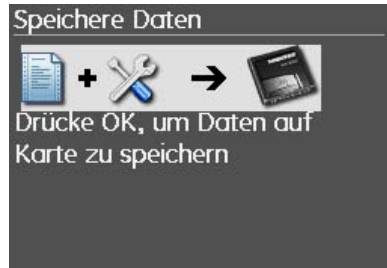 Speichere Daten
Drücke OK, um Daten auf
Karte zu speichern